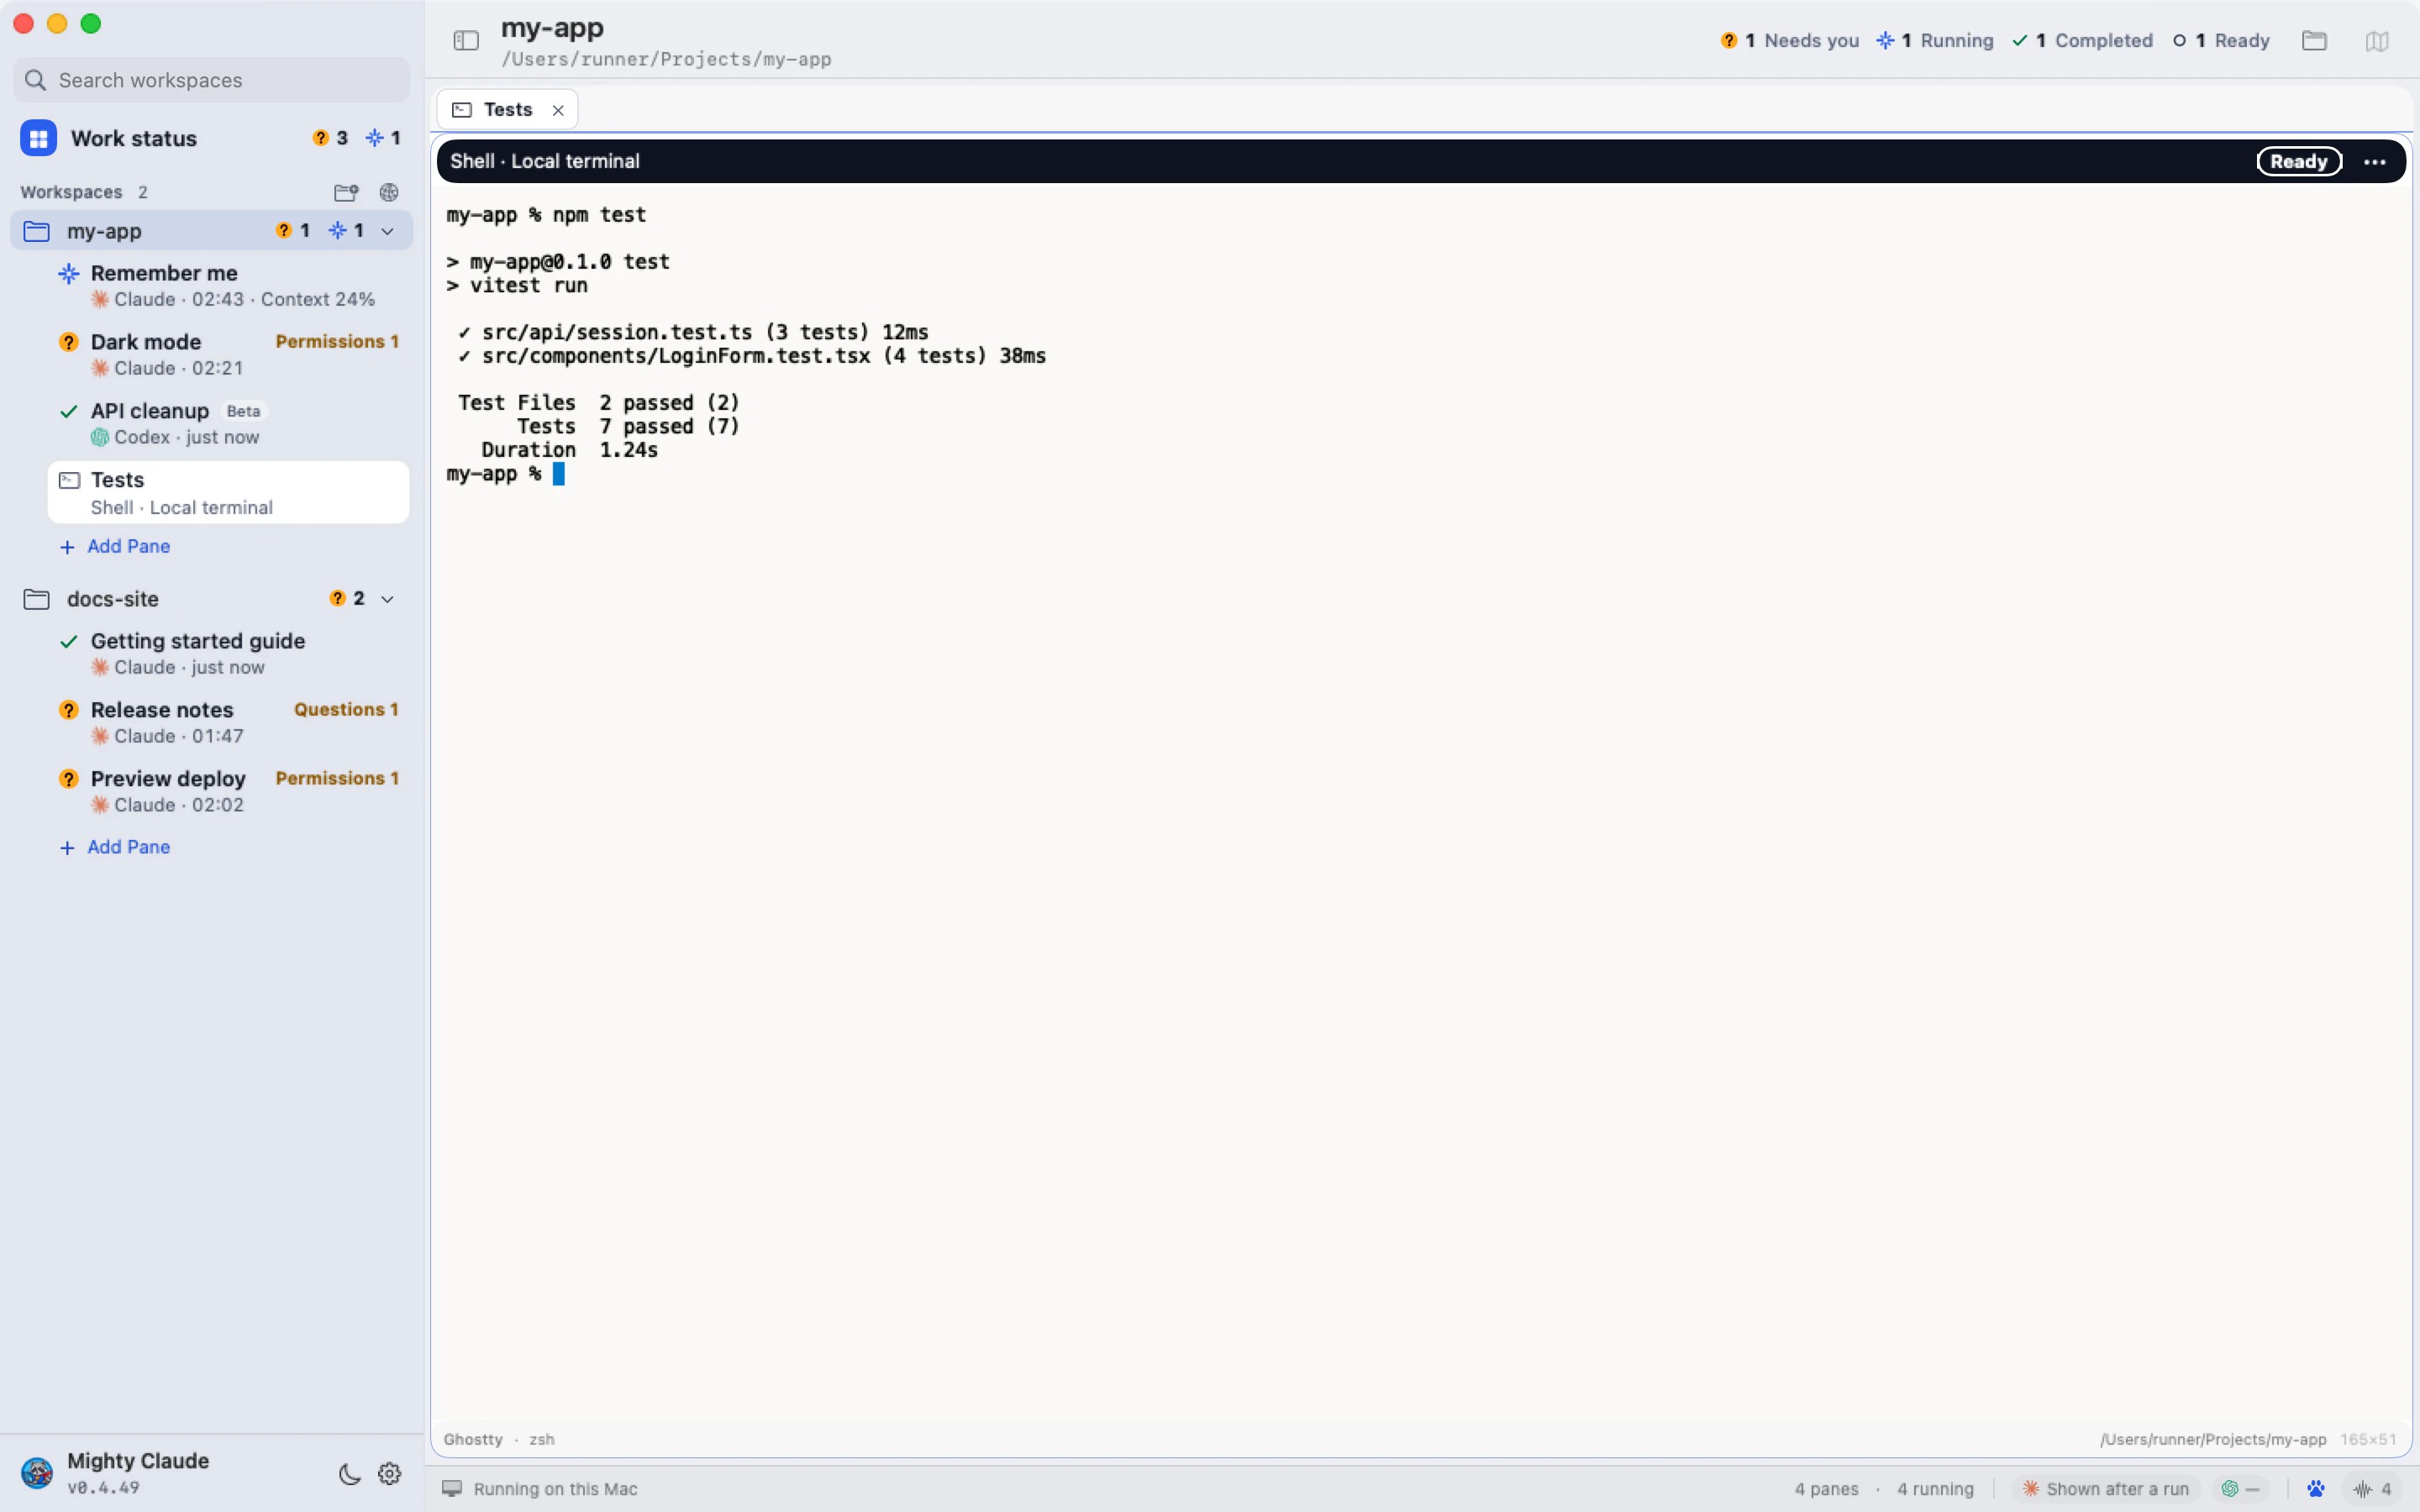 Search workspaces
Work status 3 1
Workspaces 2
my-app 1 1
Remember me
Claude · 02:43 · Context 24%
Dark mode Permissions 1
Claude · 02:21
API cleanup Beta
Codex · just now
Tests
Shell · Local terminal
+ Add Pane
docs-site 2
Getting started guide
Claude · just now
Release notes Questions 1
Claude · 01:47
Preview deploy Permissions 1
Claude · 02:02
+ Add Pane
Mighty Claude
v0.4.49
my-app
/Users/runner/Projects/my-app
1 Needs you 1 Running 1 Completed 1 Ready
Tests
Shell · Local terminal Ready
my-app % npm test
> my-app@0.1.0 test
> vitest run
✓ src/api/session.test.ts (3 tests) 12ms
✓ src/components/LoginForm.test.tsx (4 tests) 38ms
Test Files 2 passed (2)
Tests 7 passed (7)
Duration 1.24s
my-app %
Ghostty · zsh /Users/runner/Projects/my-app 165×51
Running on this Mac 4 panes · 4 running Shown after a run — 4